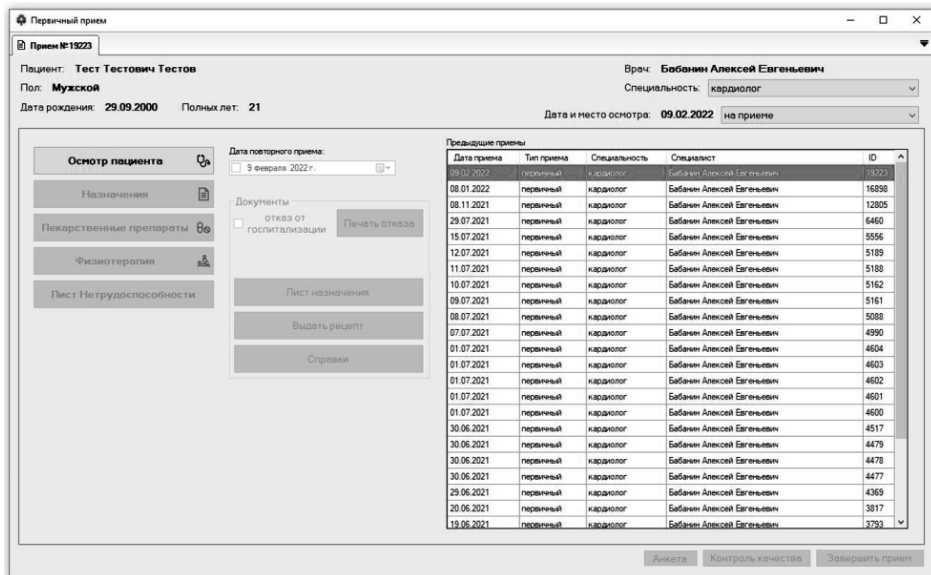 Первичный прием
Прием №19223
Пациент: Тест Тестович Тестов
Врач: Бабанин Алексей Евгеньевич
Пол: Мужской
Специальность: кардиолог
Дата рождения: 29.09.2000 Полных лет: 21
Дата и место осмотра: 09.02.2022 на приеме
Осмотр пациента
Назначения
Лекарственные препараты
Физиотерапия
Лист Нетрудоспособности
Дата повторного приема:
9 февраля 2022 г.
Документы
отказ от
госпитализации
Печать отказа
Лист назначения
Выдать рецепт
Справки
Предыдущие приемы
Дата приема Тип приема Специальность Специалист ID
09.02.2022 первичный кардиолог Бабанин Алексей Евгеньевич 19223
08.01.2022 первичный кардиолог Бабанин Алексей Евгеньевич 16898
08.11.2021 первичный кардиолог Бабанин Алексей Евгеньевич 12805
29.07.2021 первичный кардиолог Бабанин Алексей Евгеньевич 6460
15.07.2021 первичный кардиолог Бабанин Алексей Евгеньевич 5556
12.07.2021 первичный кардиолог Бабанин Алексей Евгеньевич 5189
11.07.2021 первичный кардиолог Бабанин Алексей Евгеньевич 5188
10.07.2021 первичный кардиолог Бабанин Алексей Евгеньевич 5162
09.07.2021 первичный кардиолог Бабанин Алексей Евгеньевич 5161
08.07.2021 первичный кардиолог Бабанин Алексей Евгеньевич 5088
07.07.2021 первичный кардиолог Бабанин Алексей Евгеньевич 4990
01.07.2021 первичный кардиолог Бабанин Алексей Евгеньевич 4604
01.07.2021 первичный кардиолог Бабанин Алексей Евгеньевич 4603
01.07.2021 первичный кардиолог Бабанин Алексей Евгеньевич 4602
01.07.2021 первичный кардиолог Бабанин Алексей Евгеньевич 4601
01.07.2021 первичный кардиолог Бабанин Алексей Евгеньевич 4600
30.06.2021 первичный кардиолог Бабанин Алексей Евгеньевич 4517
30.06.2021 первичный кардиолог Бабанин Алексей Евгеньевич 4479
30.06.2021 первичный кардиолог Бабанин Алексей Евгеньевич 4478
30.06.2021 первичный кардиолог Бабанин Алексей Евгеньевич 4477
29.06.2021 первичный кардиолог Бабанин Алексей Евгеньевич 4369
20.06.2021 первичный кардиолог Бабанин Алексей Евгеньевич 3817
19.06.2021 первичный кардиолог Бабанин Алексей Евгеньевич 3793
Анкета Контроль качества Завершить прием